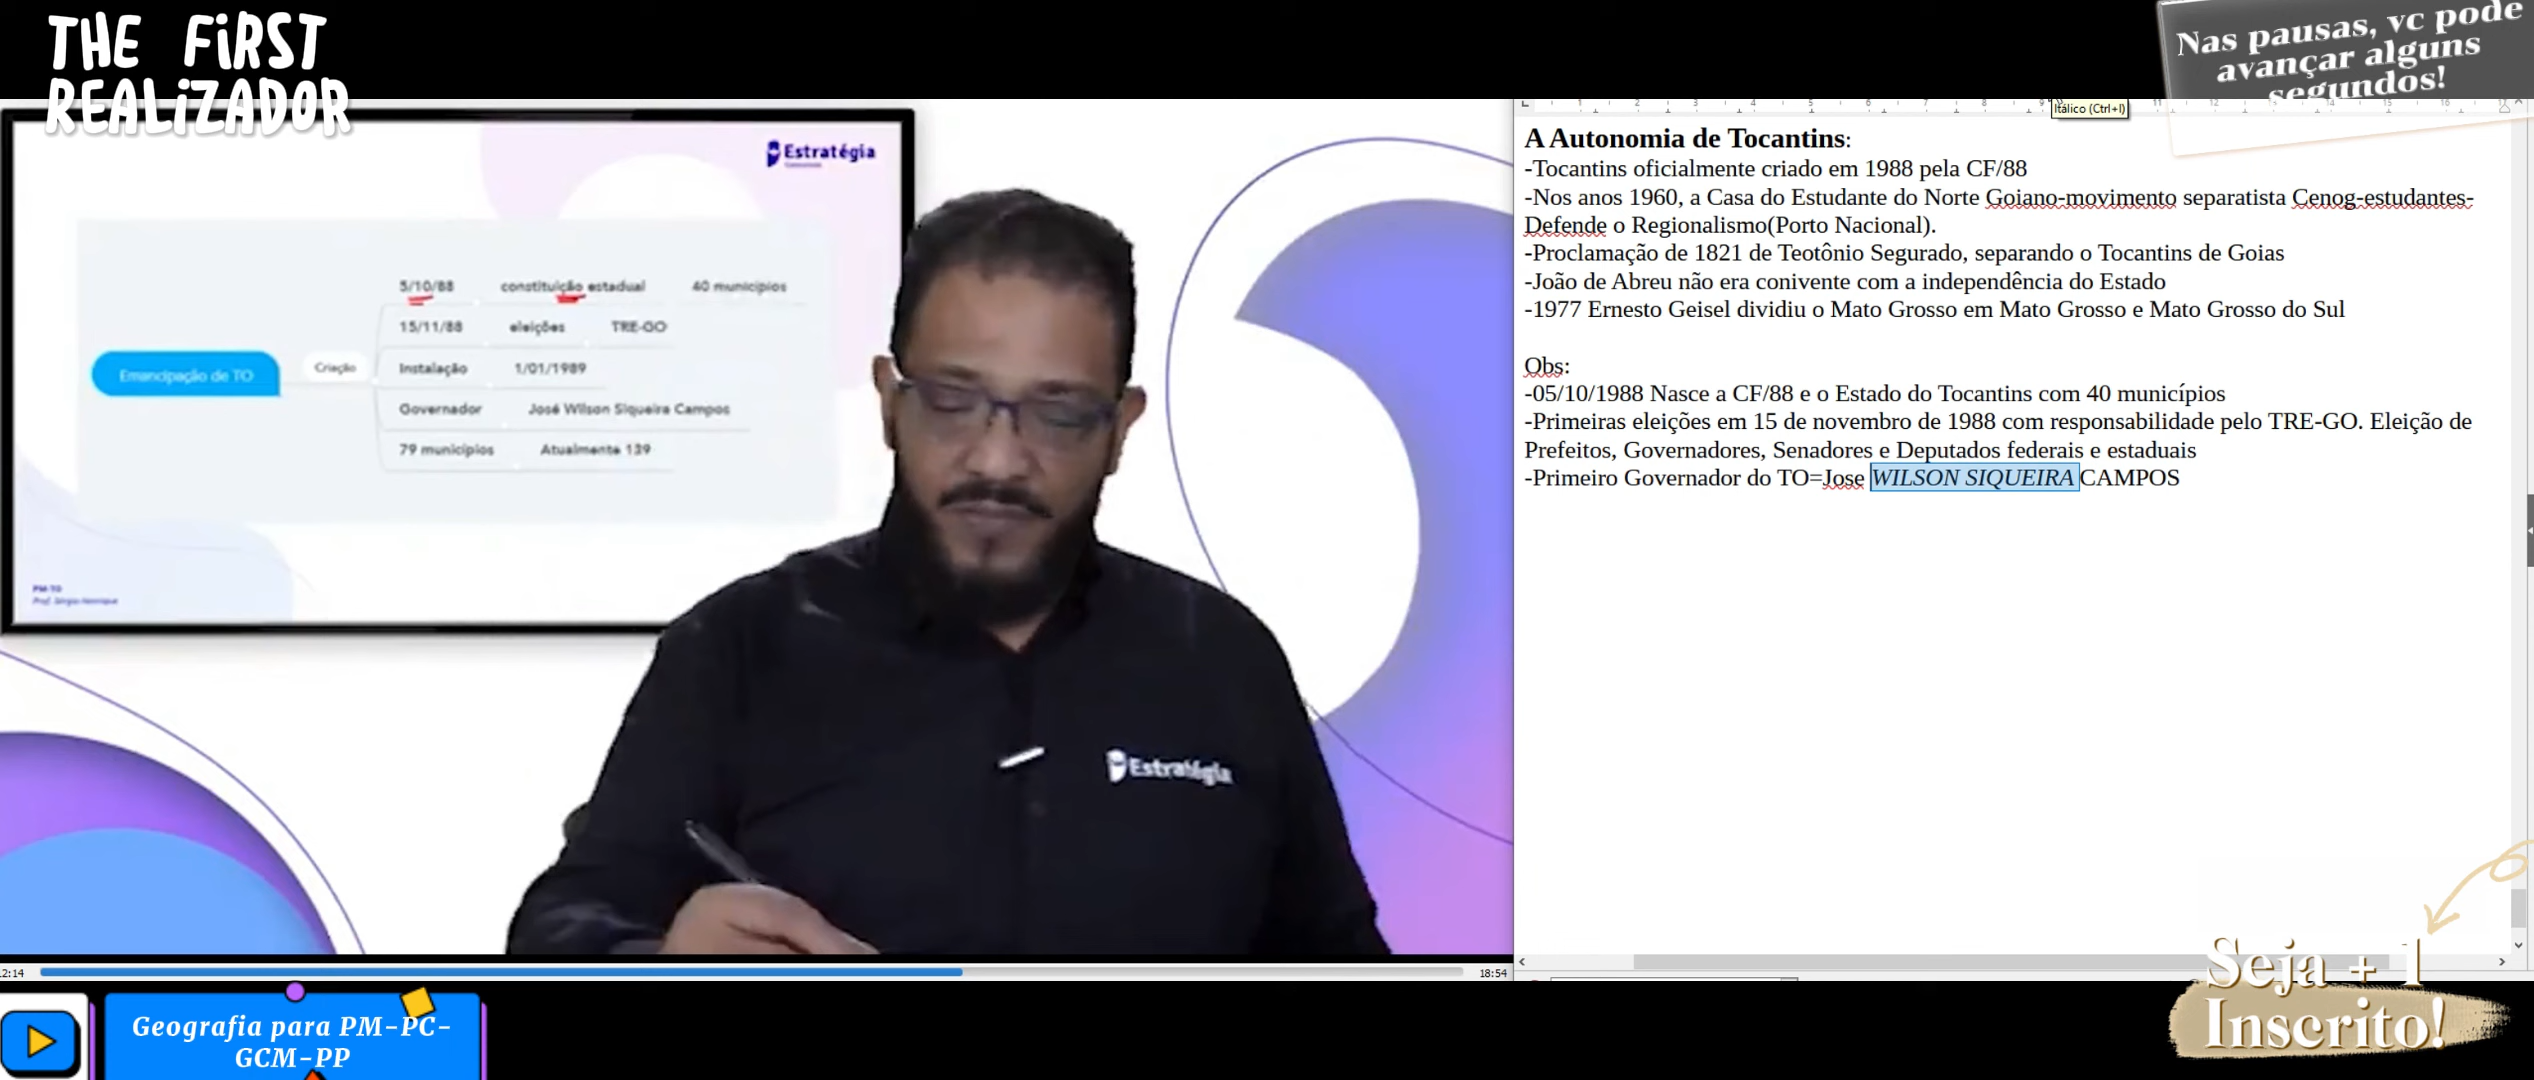 THE FiRST
REALiZADOR
Nas pausas, vc pode
avançar alguns
segundos!
Estratégia
5/10/88 constituição estadual 40 municípios
15/11/88 eleições TRE-GO
Emancipação de TO Criação Instalação 1/01/1989
Governador José Wilson Siqueira Campos
79 municípios Atualmente 139
PM-TO
Prof. Sérgio Henrique
Itálico (Ctrl+I)
A Autonomia de Tocantins:
-Tocantins oficialmente criado em 1988 pela CF/88
-Nos anos 1960, a Casa do Estudante do Norte Goiano-movimento separatista Cenog-estudantes-
Defende o Regionalismo(Porto Nacional).
-Proclamação de 1821 de Teotônio Segurado, separando o Tocantins de Goias
-João de Abreu não era conivente com a independência do Estado
-1977 Ernesto Geisel dividiu o Mato Grosso em Mato Grosso e Mato Grosso do Sul
Obs:
-05/10/1988 Nasce a CF/88 e o Estado do Tocantins com 40 municípios
-Primeiras eleições em 15 de novembro de 1988 com responsabilidade pelo TRE-GO. Eleição de
Prefeitos, Governadores, Senadores e Deputados federais e estaduais
-Primeiro Governador do TO=Jose WILSON SIQUEIRA CAMPOS
Estratégia
2:14 18:54
Geografia para PM-PC-
GCM-PP
Seja + 1
Inscrito!